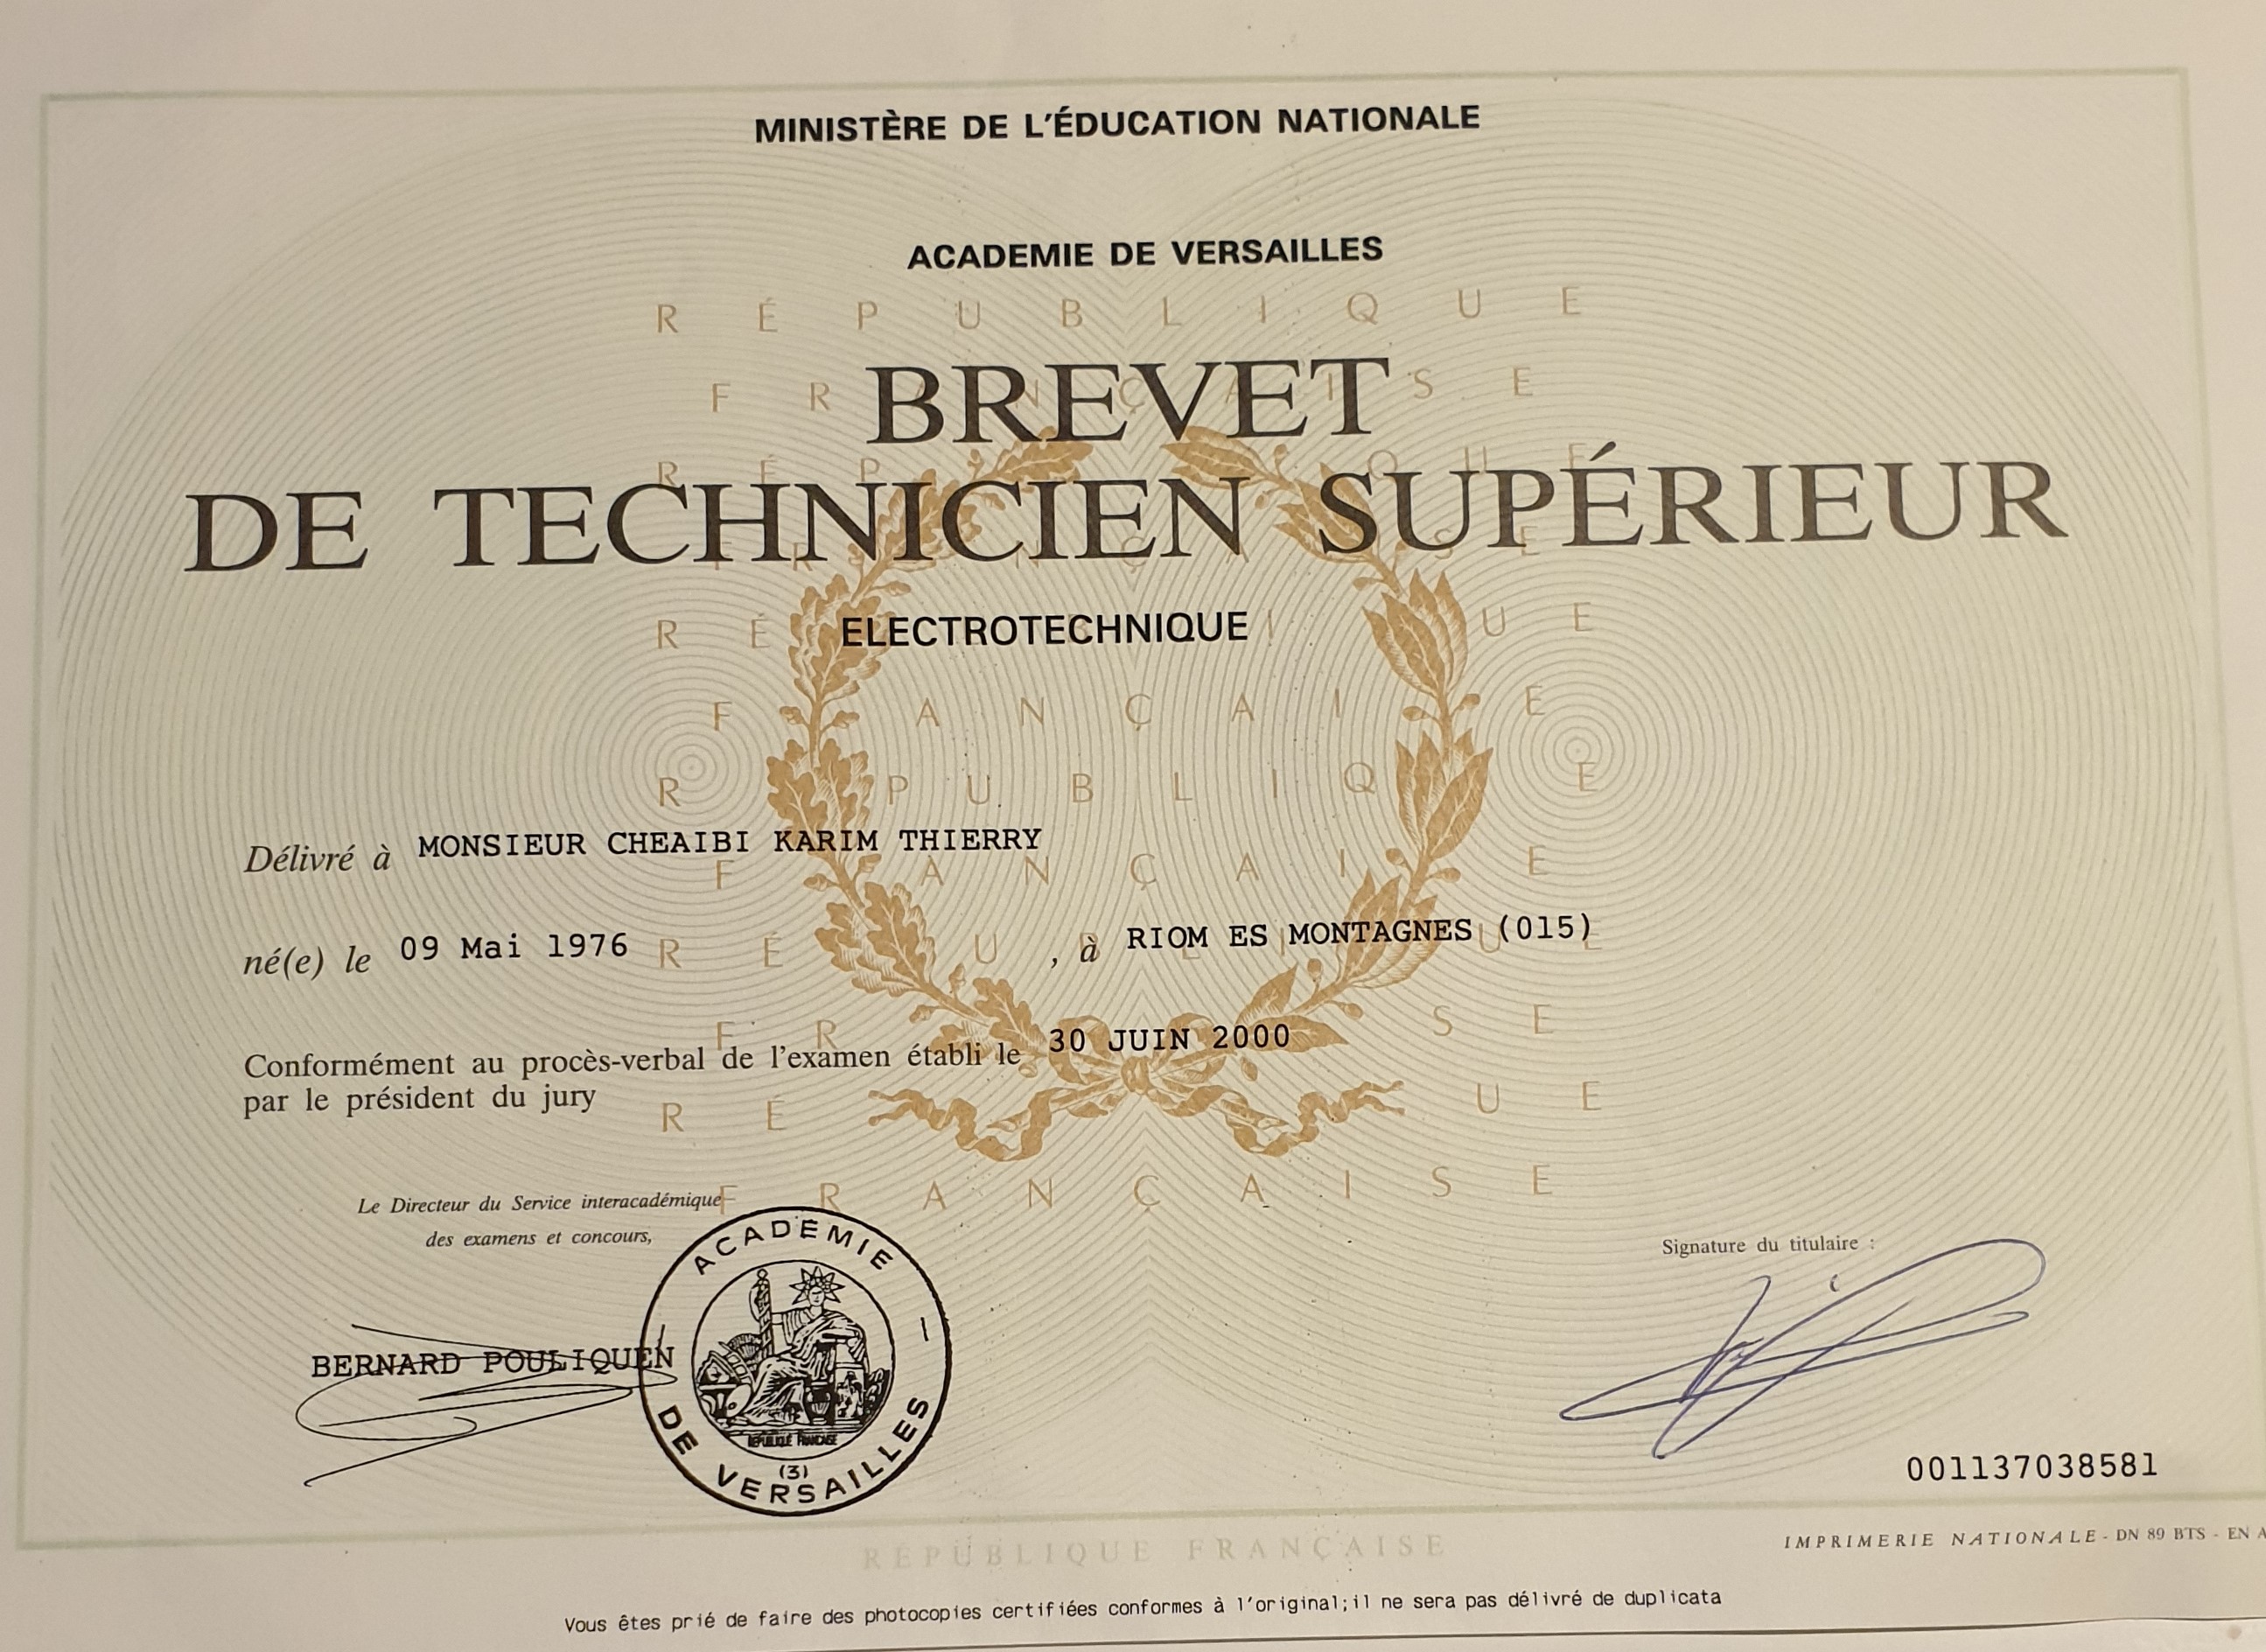 MINISTÈRE DE L'ÉDUCATION NATIONALE
ACADEMIE DE VERSAILLES
RÉPUBLIQUE
FRANÇAISE
BREVET
DE TECHNICIEN SUPÉRIEUR
ELECTROTECHNIQUE
Délivré à MONSIEUR CHEAIBI KARIM THIERRY
né(e) le 09 Mai 1976 , à RIOM ES MONTAGNES (015)
Conformément au procès-verbal de l'examen établi le 30 JUIN 2000
par le président du jury
FRANÇAISE
Le Directeur du Service interacadémique
des examens et concours,
Signature du titulaire :
BERNARD POULIQUEN
ACADÉMIE
DE VERSAILLES
RÉPUBLIQUE FRANÇAISE
(3)
001137038581
IMPRIMERIE NATIONALE - DN 89 BTS - EN
RÉPUBLIQUE FRANÇAISE
Vous êtes prié de faire des photocopies certifiées conformes à l'original;il ne sera pas délivré de duplicata